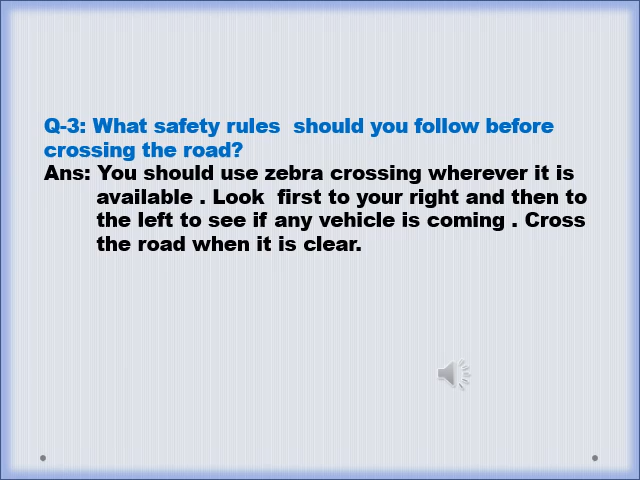 Q-3: What safety rules  should you follow before
crossing the road?
Ans: You should use zebra crossing wherever it is
available . Look  first to your right and then to
the left to see if any vehicle is coming . Cross
the road when it is clear.